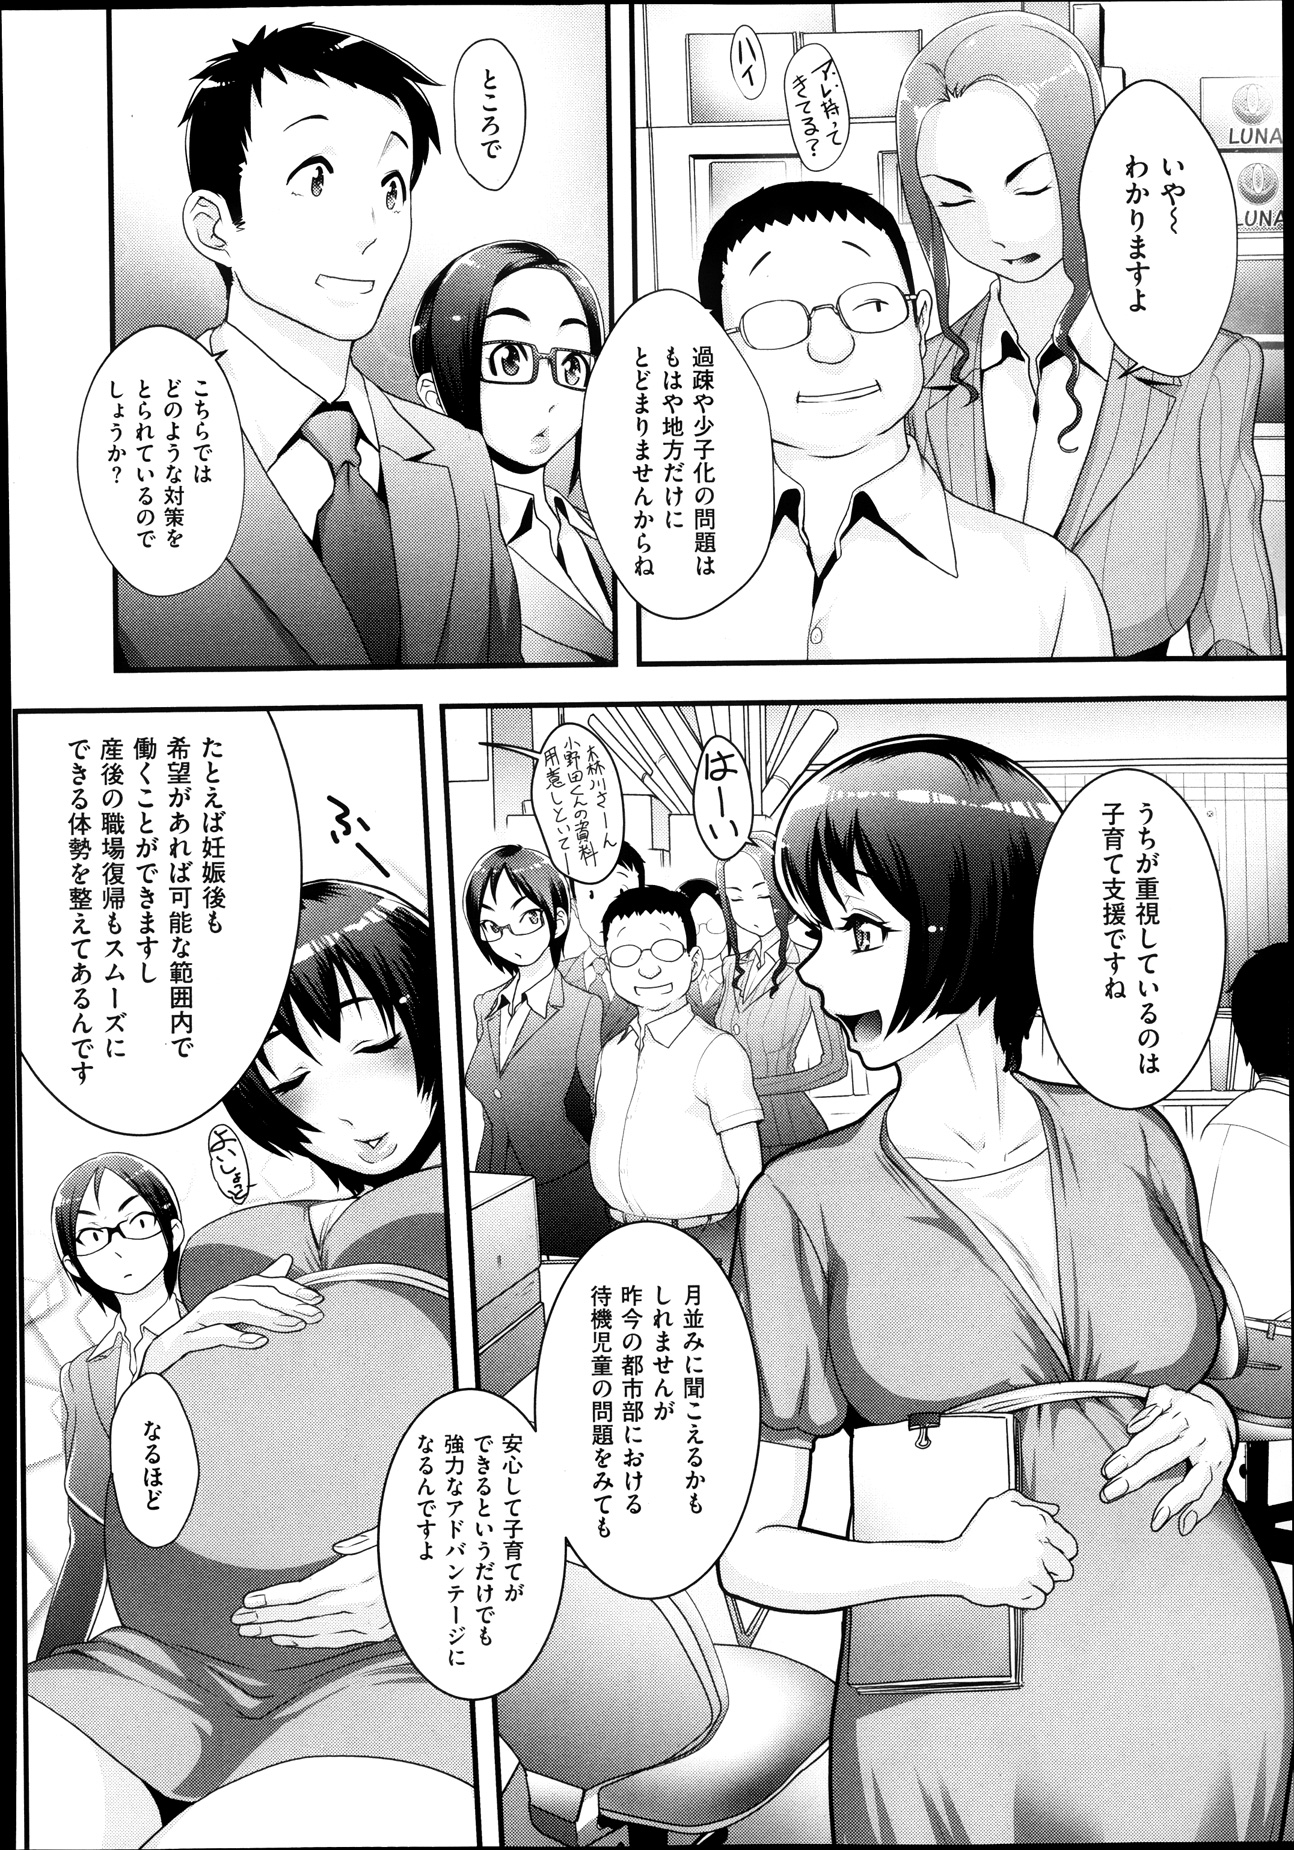 いや〜
わかりますよ
アレ持って
きてる？
ハイ
LUNA
LUNA
過疎や少子化の問題は
もはや地方だけに
とどまりませんからね
ところで
こちらでは
どのような対策を
とられているので
しょうか？
うちが重視しているのは
子育て支援ですね
はーい
森川さーん
小野田くんの資料
用意しといてー
月並みに聞こえるかも
しれませんが
昨今の都市部における
待機児童の問題をみても
安心して子育てが
できるというだけでも
強力なアドバンテージに
なるんですよ
たとえば妊娠後も
希望があれば可能な範囲内で
働くことができますし
産後の職場復帰もスムーズに
できる体勢を整えてあるんです
ふー
よいしょっと
なるほど